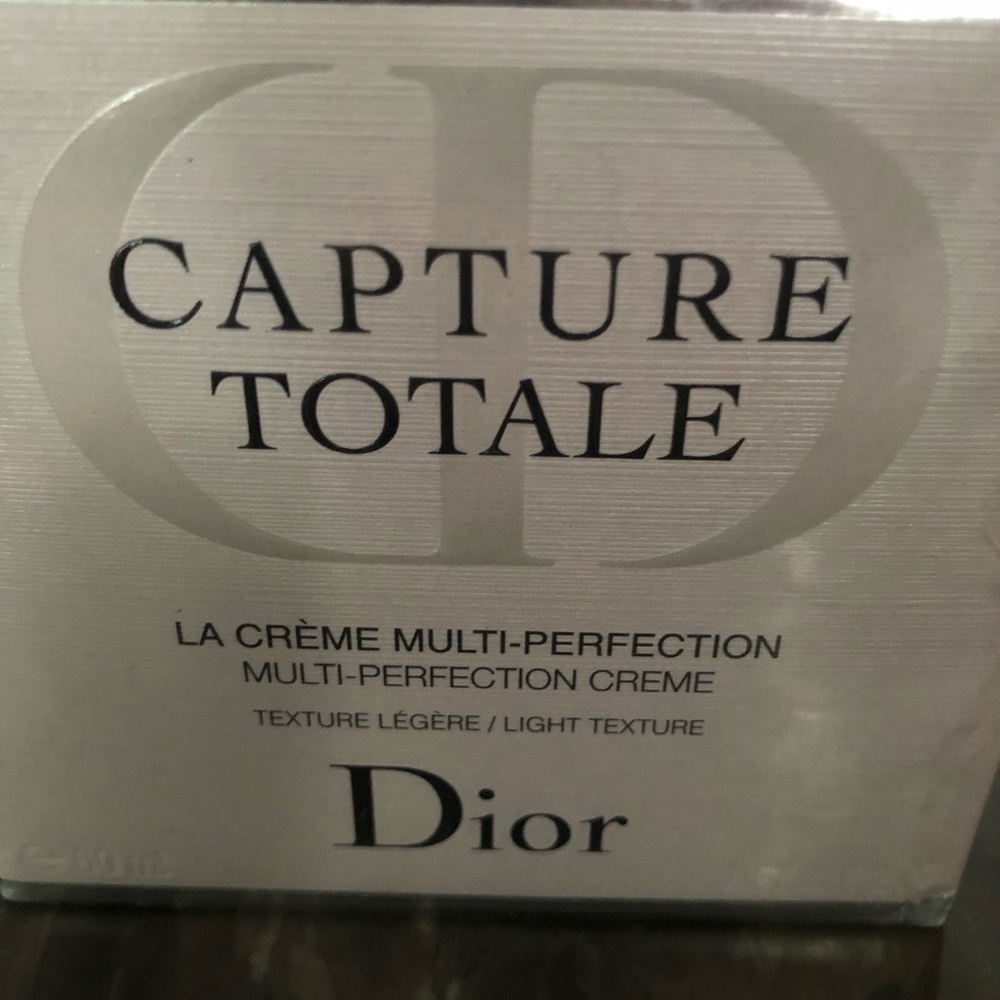 CAPTURE
TOTALE
LA CRÈME MULTI-PERFECTION
MULTI-PERFECTION CREME
TEXTURE LÉGÈRE / LIGHT TEXTURE
Dior